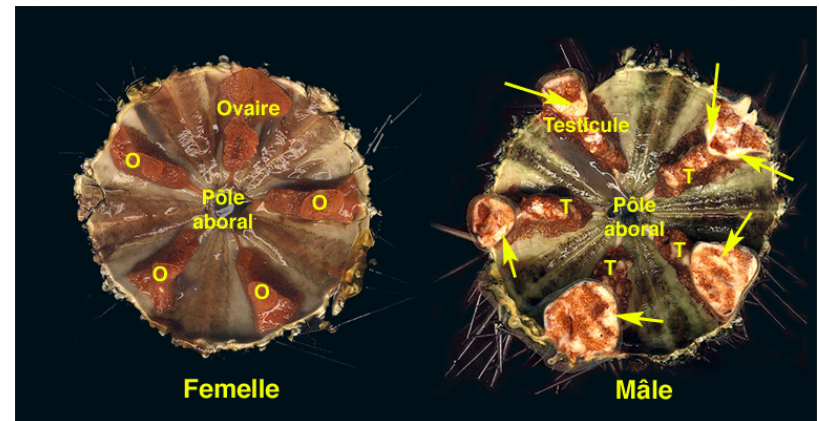 Ovaire
O
Pôle
aboral
O
O
O
Femelle
Testicule
T
T
Pôle
aboral
T
T
Mâle